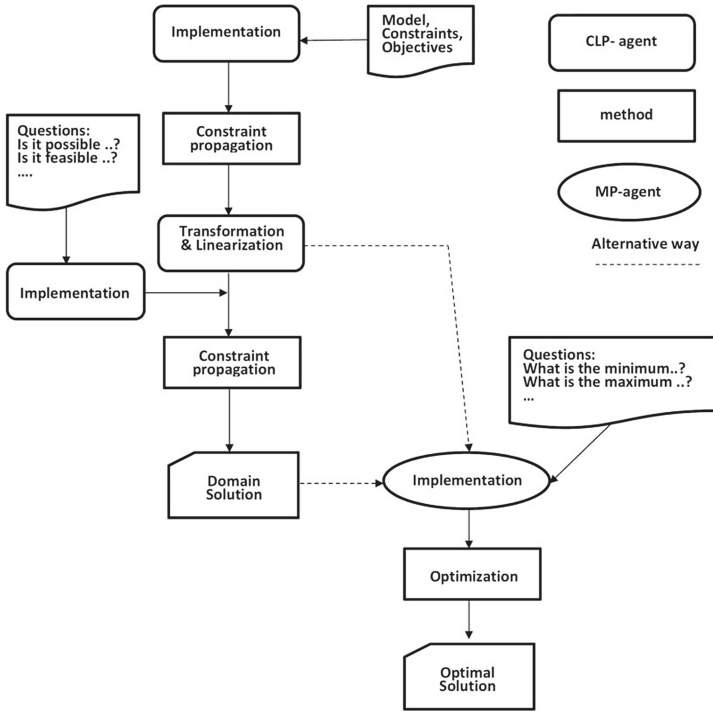 Implementation
Model,
Constraints,
Objectives
CLP- agent
method
MP-agent
Alternative way
Questions:
Is it possible ..?
Is it feasible ..?
....
Constraint
propagation
Transformation
& Linearization
Implementation
Constraint
propagation
Questions:
What is the minimum..?
What is the maximum ..?
...
Domain
Solution
Implementation
Optimization
Optimal
Solution